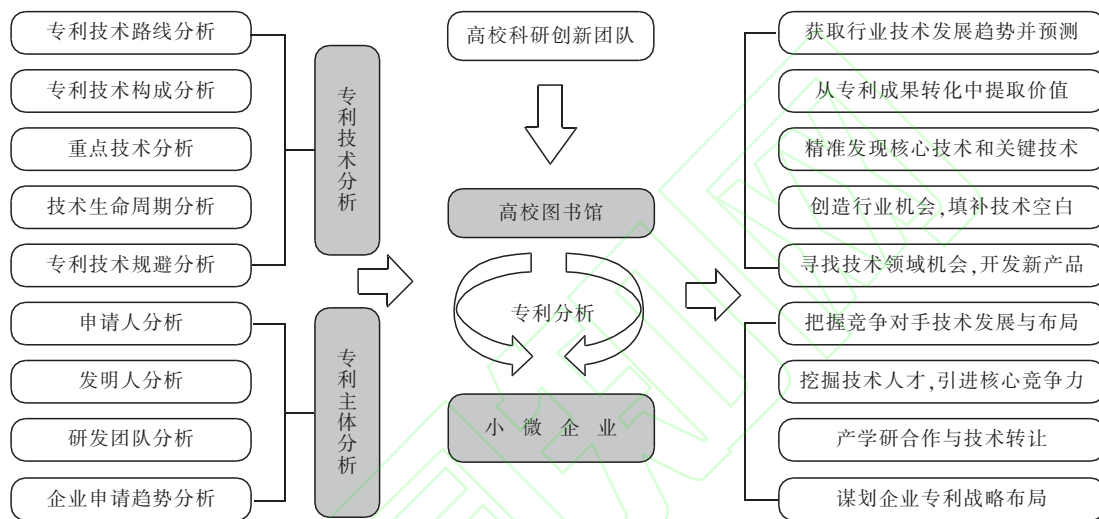 专利技术路线分析
专利技术构成分析
重点技术分析
技术生命周期分析
专利技术规避分析
申请人分析
发明人分析
研发团队分析
企业申请趋势分析
专利技术分析
专利主体分析
高校科研创新团队
高校图书馆
专利分析
小微企业
获取行业技术发展趋势并预测
从专利成果转化中提取价值
精准发现核心技术和关键技术
创造行业机会,填补技术空白
寻找技术领域机会,开发新产品
把握竞争对手技术发展与布局
挖掘技术人才,引进核心竞争力
产学研合作与技术转让
谋划企业专利战略布局